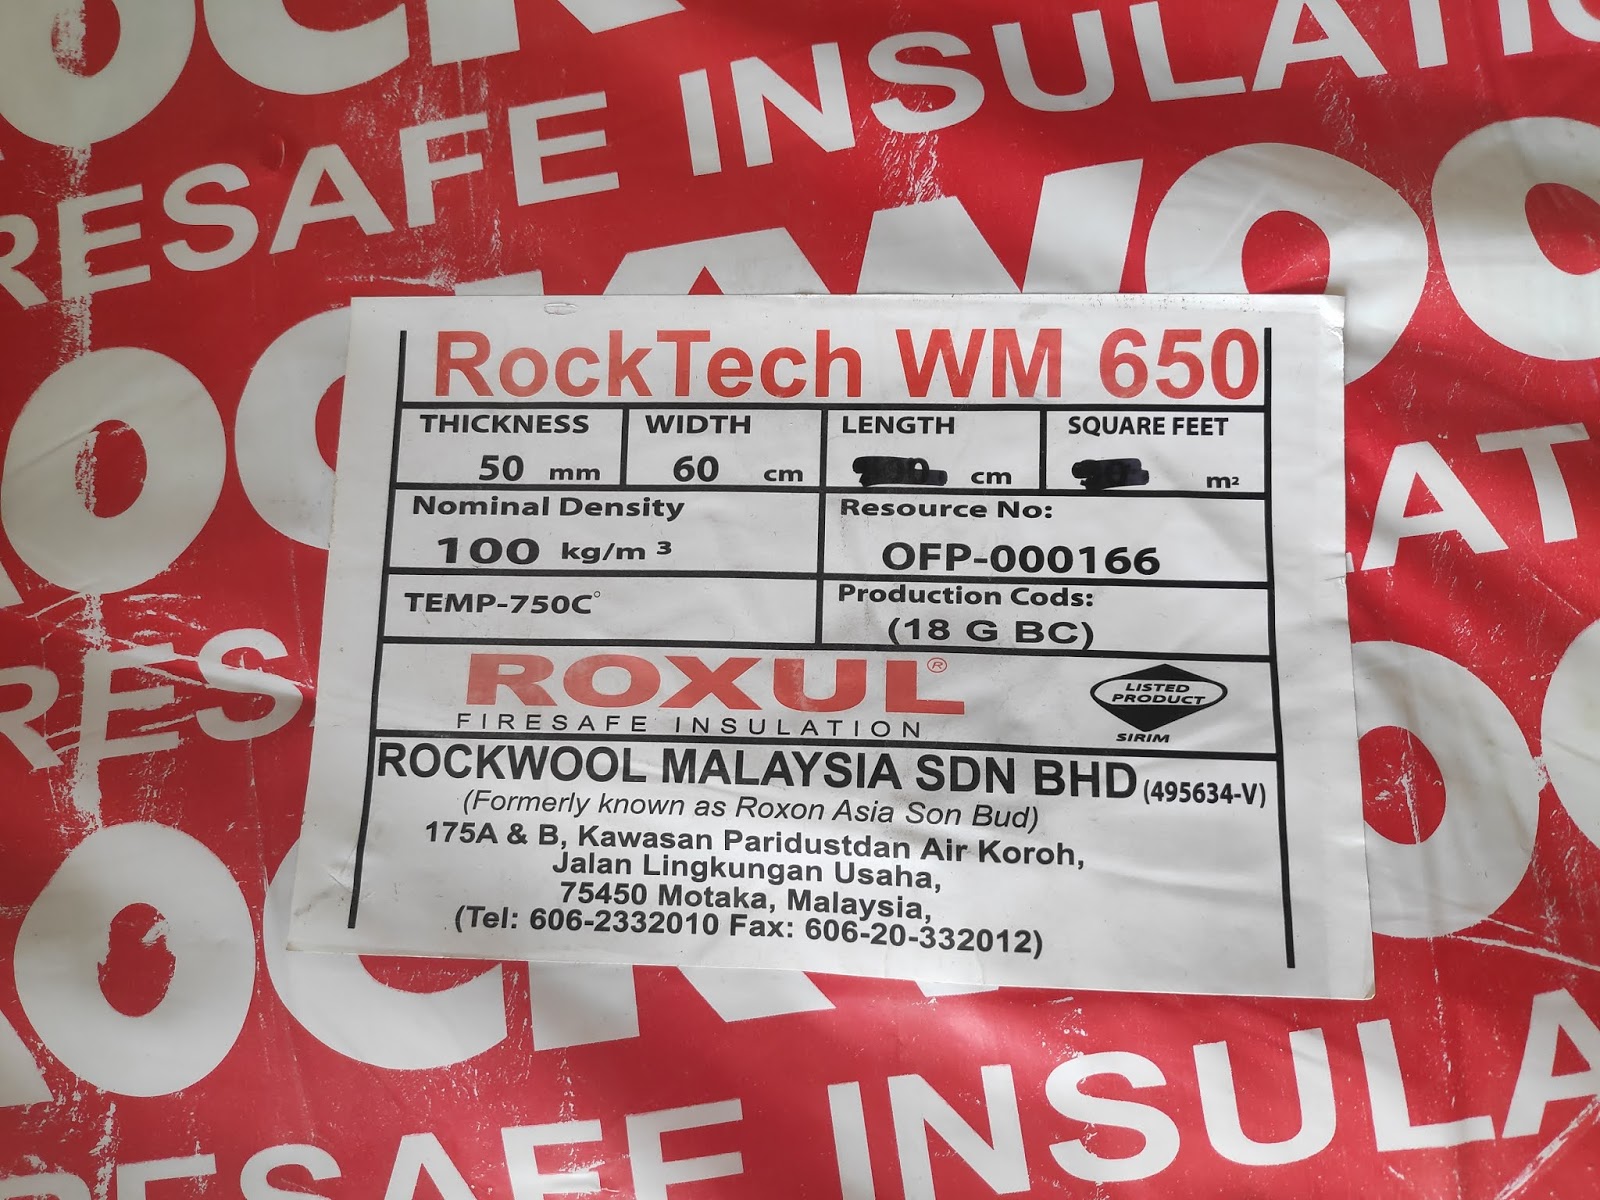 RESAFE INSULATI
RockTech WM 650
THICKNESS WIDTH LENGTH SQUARE FEET
50 mm 60 cm cm m²
Nominal Density Resource No:
100 kg/m³ OFP-000166
TEMP-750C° Production Cods:
(18 G BC)
ROXUL®
FIRESAFE INSULATION
LISTED
PRODUCT
SIRIM
ROCKWOOL MALAYSIA SDN BHD (495634-V)
(Formerly known as Roxon Asia Son Bud)
175A & B, Kawasan Paridustdan Air Koroh,
Jalan Lingkungan Usaha,
75450 Motaka, Malaysia,
(Tel: 606-2332010 Fax: 606-20-332012)
RESAFE INSULA